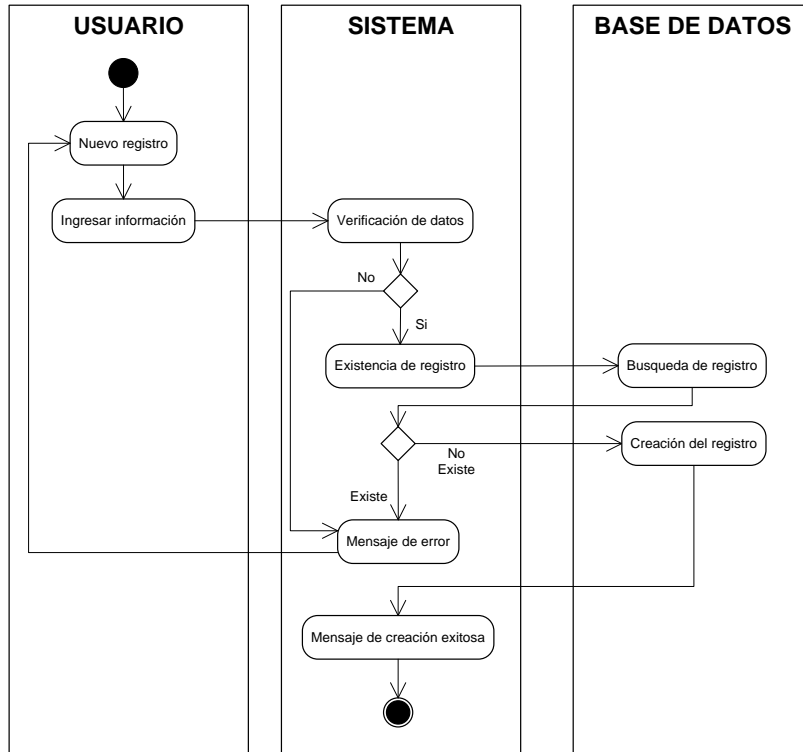 USUARIO
SISTEMA
BASE DE DATOS
Nuevo registro
Ingresar información
Verificación de datos
No
Si
Existencia de registro
Busqueda de registro
No
Existe
Creación del registro
Existe
Mensaje de error
Mensaje de creación exitosa